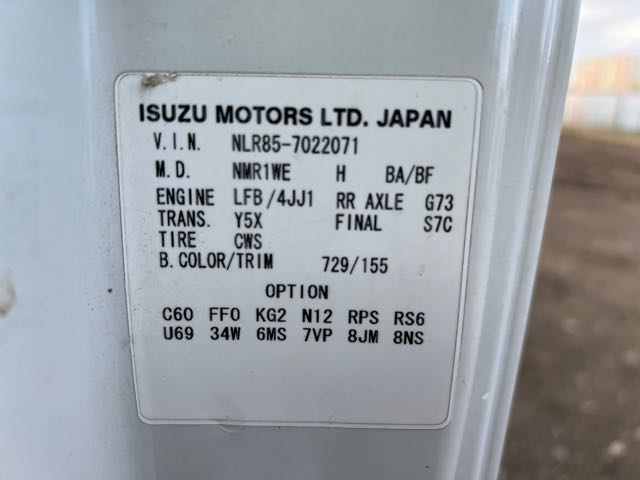 ISUZU MOTORS LTD. JAPAN
V.I.N. NLR85-7022071
M.D. NMR1WE H BA/BF
ENGINE LFB/4JJ1 RR AXLE G73
TRANS. Y5X FINAL S7C
TIRE CWS
B.COLOR/TRIM 729/155
OPTION
C60 FF0 KG2 N12 RPS RS6
U69 34W 6MS 7VP 8JM 8NS